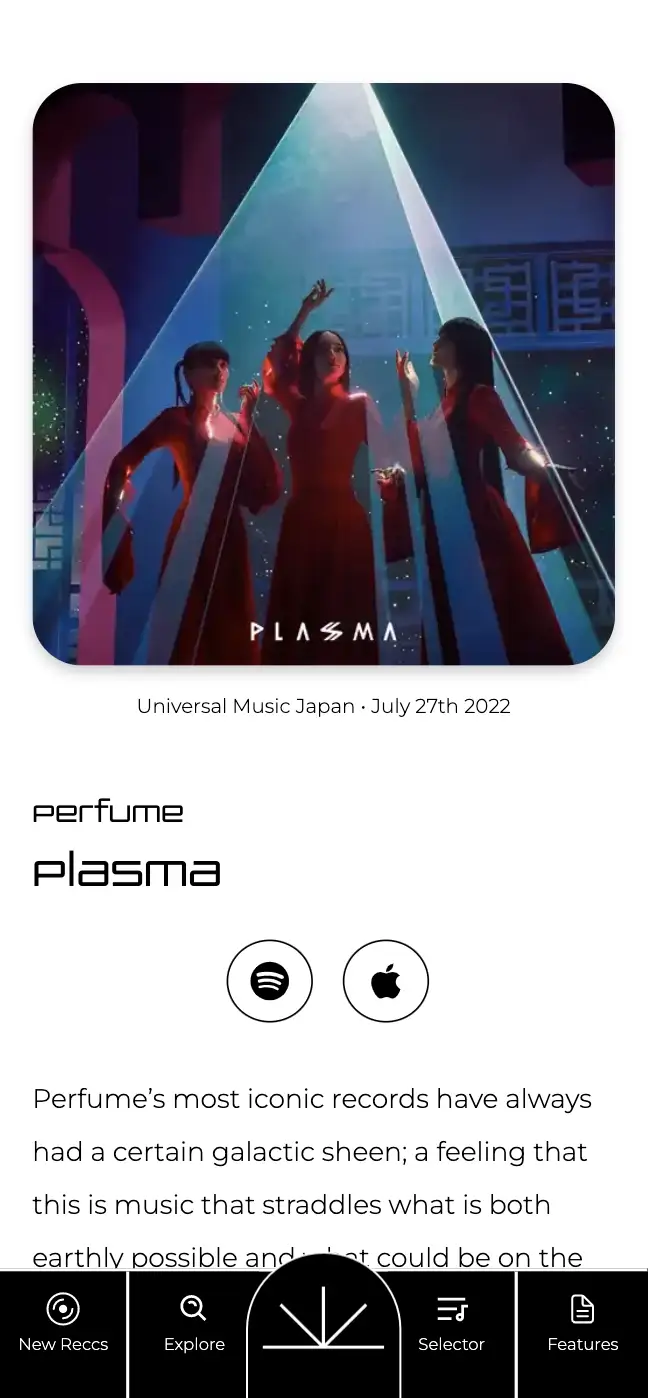 PLASMA
Universal Music Japan • July 27th 2022
perfume
plasma
Perfume’s most iconic records have always
had a certain galactic sheen; a feeling that
this is music that straddles what is both
earthly possible and what could be on the
New Reccs
Explore
Selector
Features